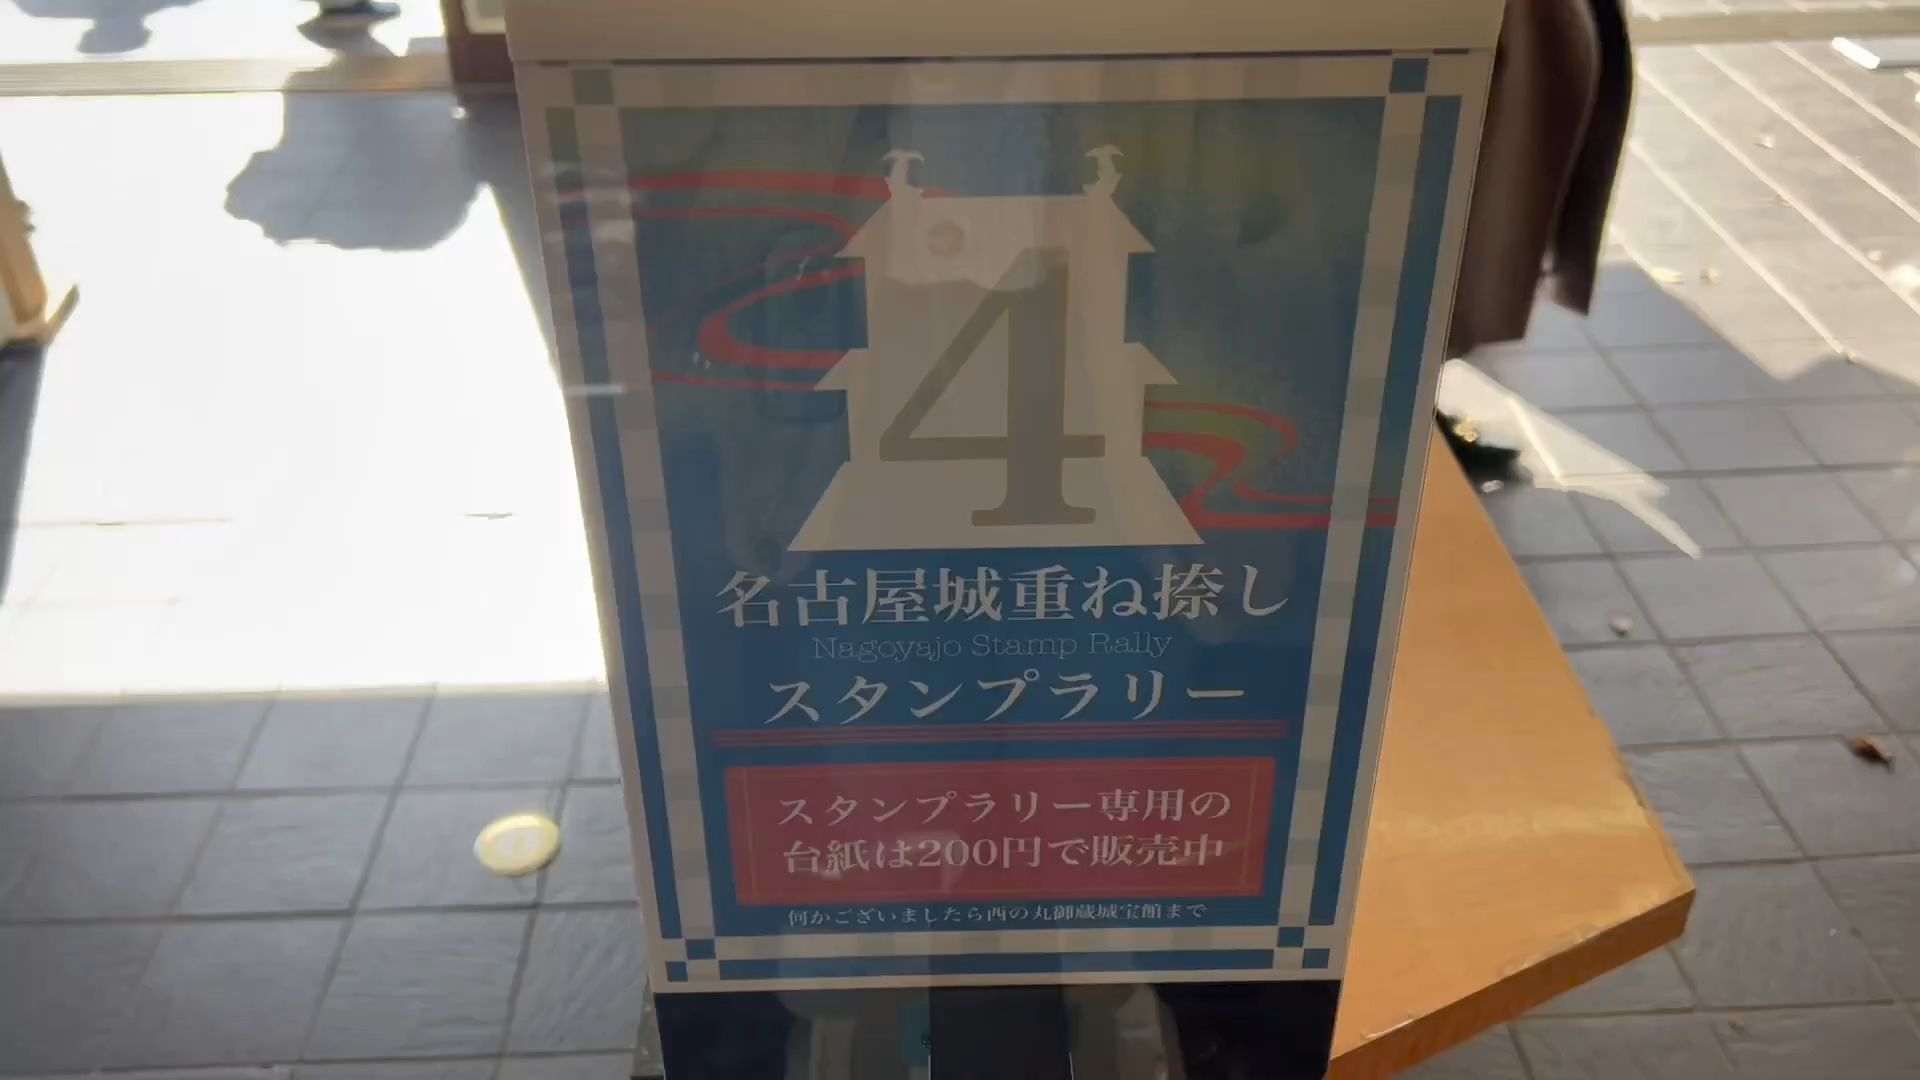 4
名古屋城重ね捺し
Nagoyajo Stamp Rally
スタンプラリー
スタンプラリー専用の
台紙は200円で販売中
何かございましたら西の丸御蔵城宝館まで